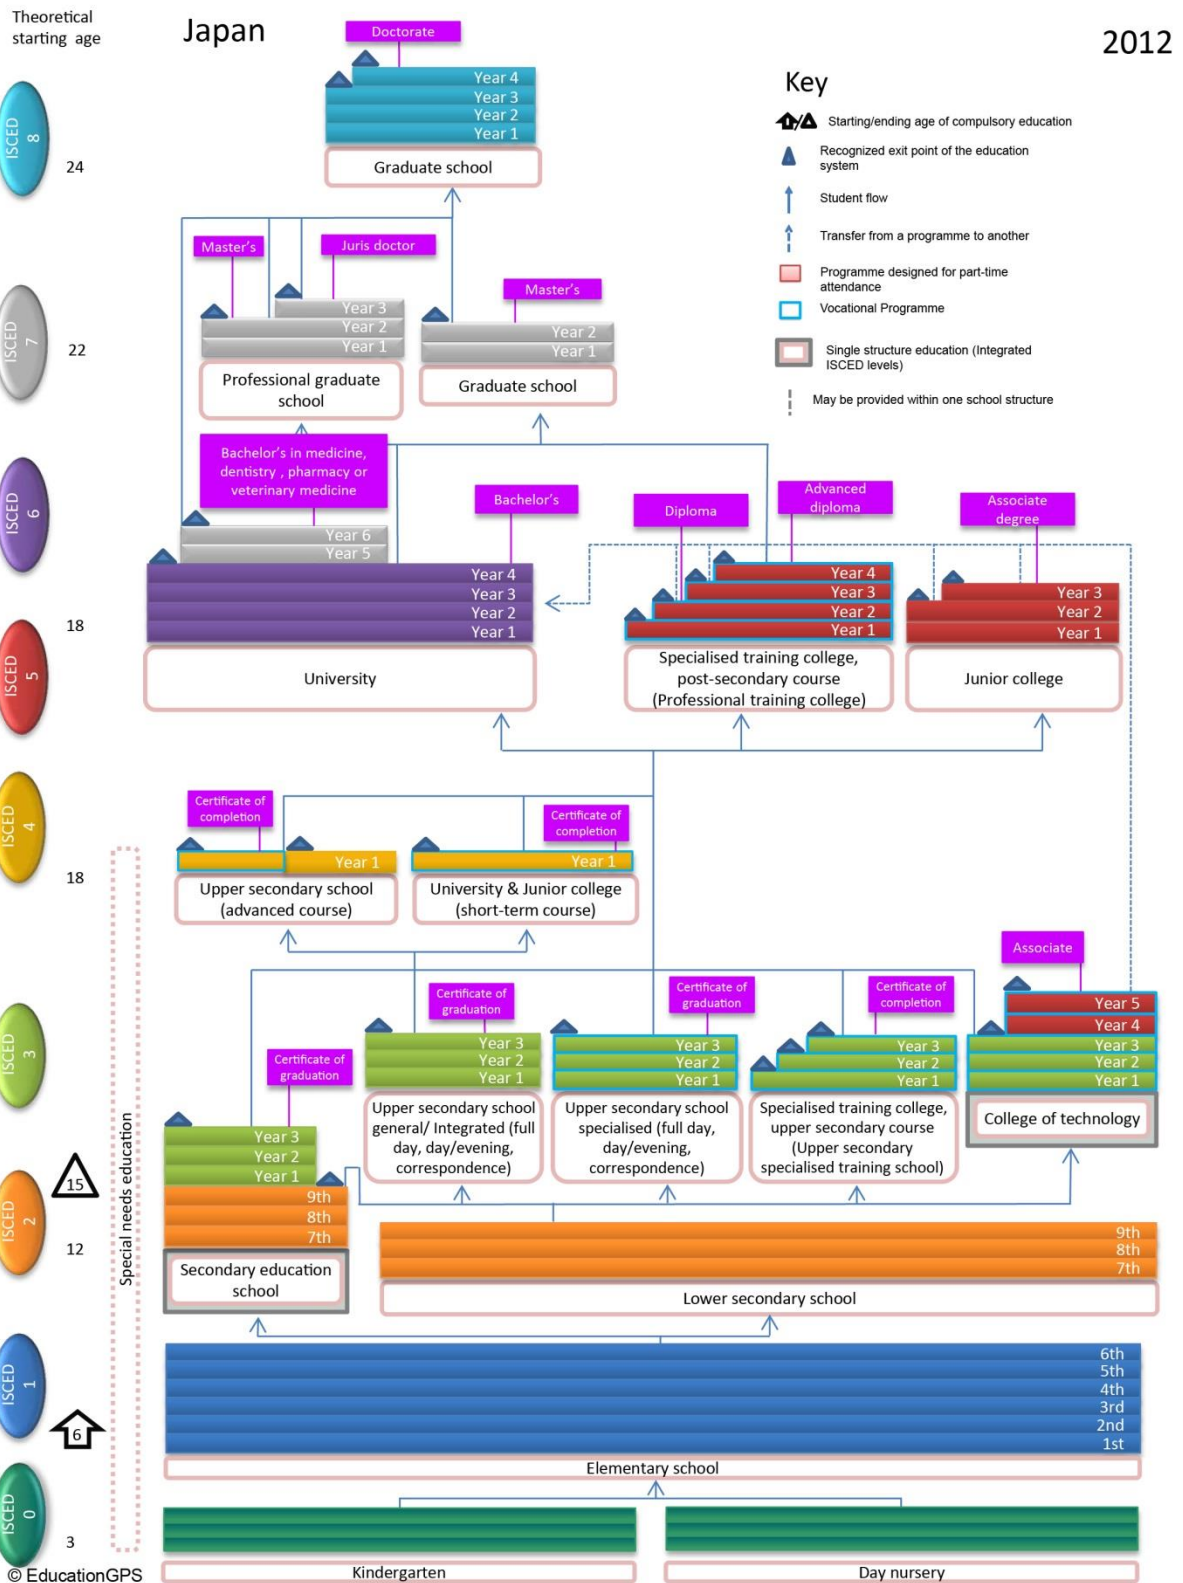 Theoretical
starting age
Japan
2012
Key
Starting/ending age of compulsory education
Recognized exit point of the education
system
Student flow
Transfer from a programme to another
Programme designed for part-time
attendance
Vocational Programme
Single structure education (Integrated
ISCED levels)
May be provided within one school structure
ISCED
8
24
Doctorate
Year 4
Year 3
Year 2
Year 1
Graduate school
ISCED
7
22
Master's
Juris doctor
Year 3
Year 2
Year 1
Professional graduate
school
Master's
Year 2
Year 1
Graduate school
ISCED
6
18
ISCED
5
Bachelor's in medicine,
dentistry , pharmacy or
veterinary medicine
Bachelor's
Year 6
Year 5
Year 4
Year 3
Year 2
Year 1
University
Diploma
Advanced
diploma
Year 4
Year 3
Year 2
Year 1
Specialised training college,
post-secondary course
(Professional training college)
Associate
degree
Year 3
Year 2
Year 1
Junior college
ISCED
4
18
Certificate of
completion
Year 1
Upper secondary school
(advanced course)
Certificate of
completion
Year 1
University & Junior college
(short-term course)
Special needs education
ISCED
3
15
Certificate of
graduation
Year 3
Year 2
Year 1
9th
8th
7th
Secondary education
school
Certificate of
graduation
Year 3
Year 2
Year 1
Upper secondary school
general/ Integrated (full
day, day/evening,
correspondence)
Certificate of
graduation
Year 3
Year 2
Year 1
Upper secondary school
specialised (full day,
day/evening,
correspondence)
Certificate of
completion
Year 3
Year 2
Year 1
Specialised training college,
upper secondary course
(Upper secondary
specialised training school)
Associate
Year 5
Year 4
Year 3
Year 2
Year 1
College of technology
ISCED
2
12
9th
8th
7th
Lower secondary school
ISCED
1
6
6th
5th
4th
3rd
2nd
1st
Elementary school
ISCED
0
3
Kindergarten
Day nursery
© EducationGPS